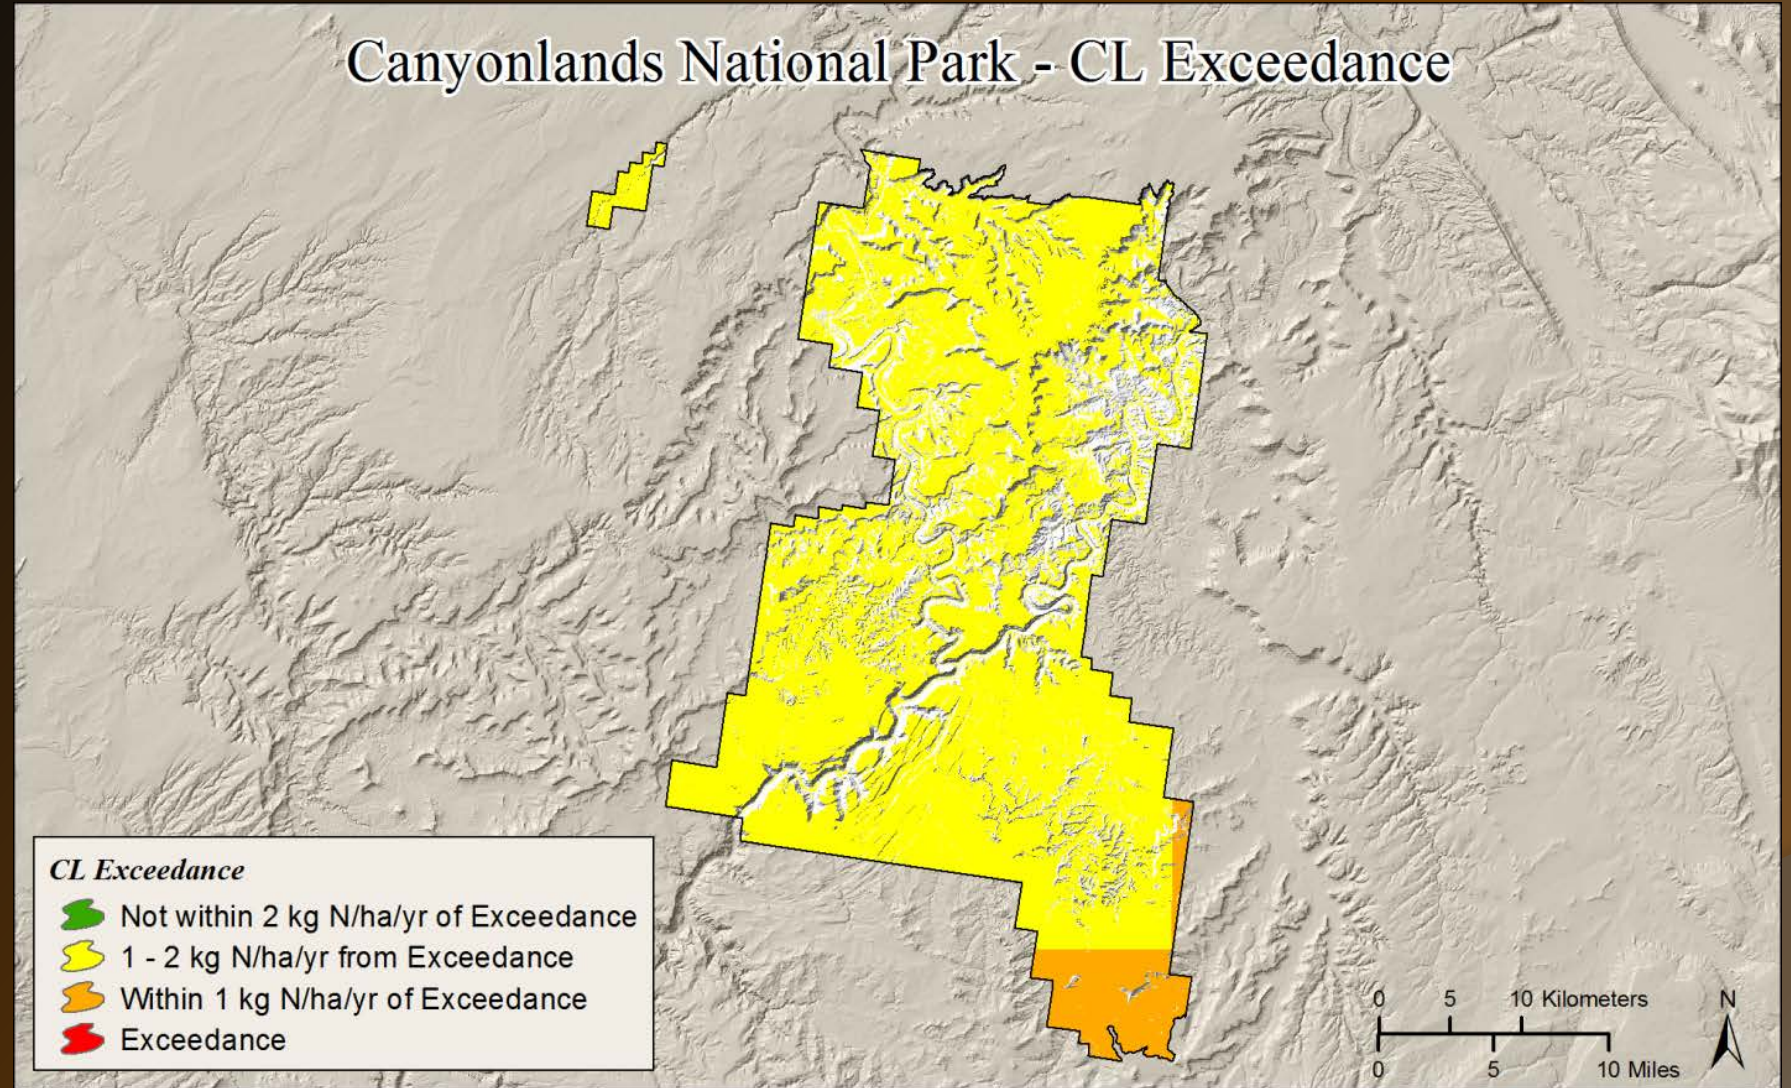 Canyonlands National Park - CL Exceedance
CL Exceedance
Not within 2 kg N/ha/yr of Exceedance
1 - 2 kg N/ha/yr from Exceedance
Within 1 kg N/ha/yr of Exceedance
Exceedance
0 5 10 Kilometers
N
0 5 10 Miles